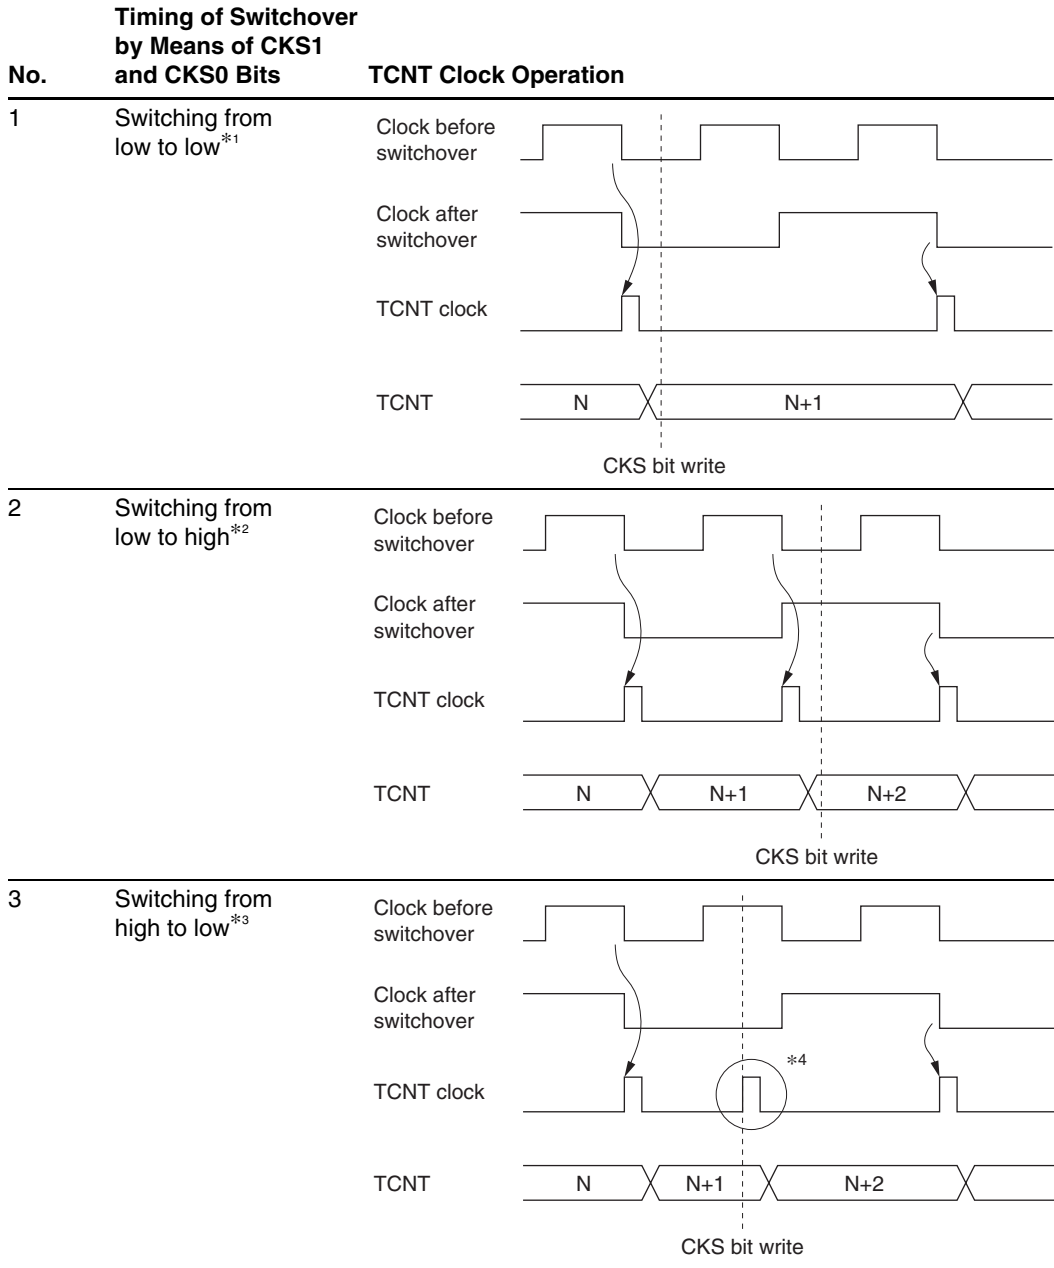 Timing of Switchover
by Means of CKS1
No. and CKS0 Bits TCNT Clock Operation
1 Switching from
low to low*1
Clock before
switchover
Clock after
switchover
TCNT clock
TCNT N N+1
CKS bit write
2 Switching from
low to high*2
Clock before
switchover
Clock after
switchover
TCNT clock
TCNT N N+1 N+2
CKS bit write
3 Switching from
high to low*3
Clock before
switchover
Clock after
switchover
*4
TCNT clock
TCNT N N+1 N+2
CKS bit write